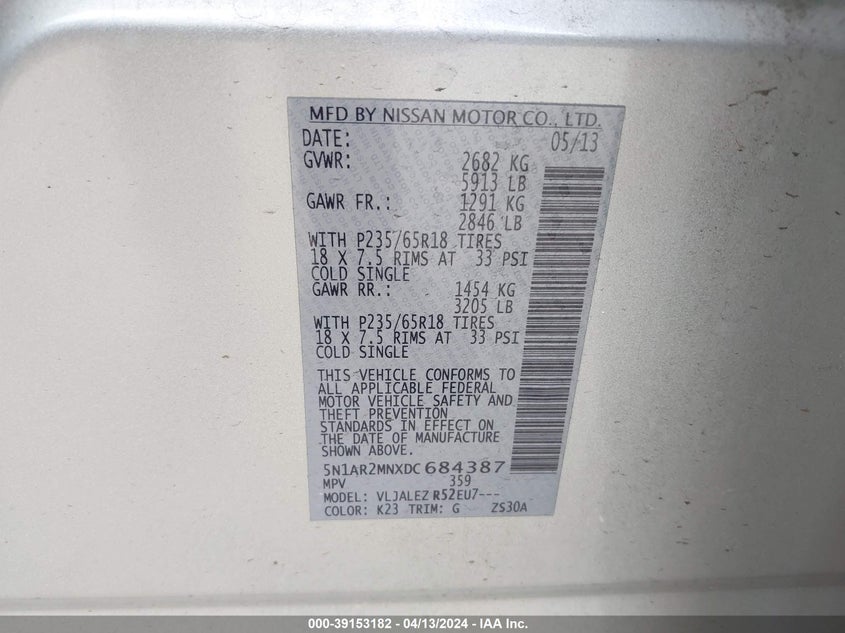 MFD BY NISSAN MOTOR CO., LTD.
DATE: 05/13
GVWR: 2682 KG
5913 LB
GAWR FR.: 1291 KG
2846 LB
WITH P235/65R18 TIRES
18 X 7.5 RIMS AT 33 PSI
COLD SINGLE
GAWR RR.: 1454 KG
3205 LB
WITH P235/65R18 TIRES
18 X 7.5 RIMS AT 33 PSI
COLD SINGLE
THIS VEHICLE CONFORMS TO
ALL APPLICABLE FEDERAL
MOTOR VEHICLE SAFETY AND
THEFT PREVENTION
STANDARDS IN EFFECT ON
THE DATE OF MANUFACTURE
SHOWN ABOVE.
5N1AR2MNXDC684387
MPV 359
MODEL: VLJALEZ R52EU7---
COLOR: K23 TRIM: G ZS30A
000-39153182 - 04/13/2024 - IAA Inc.